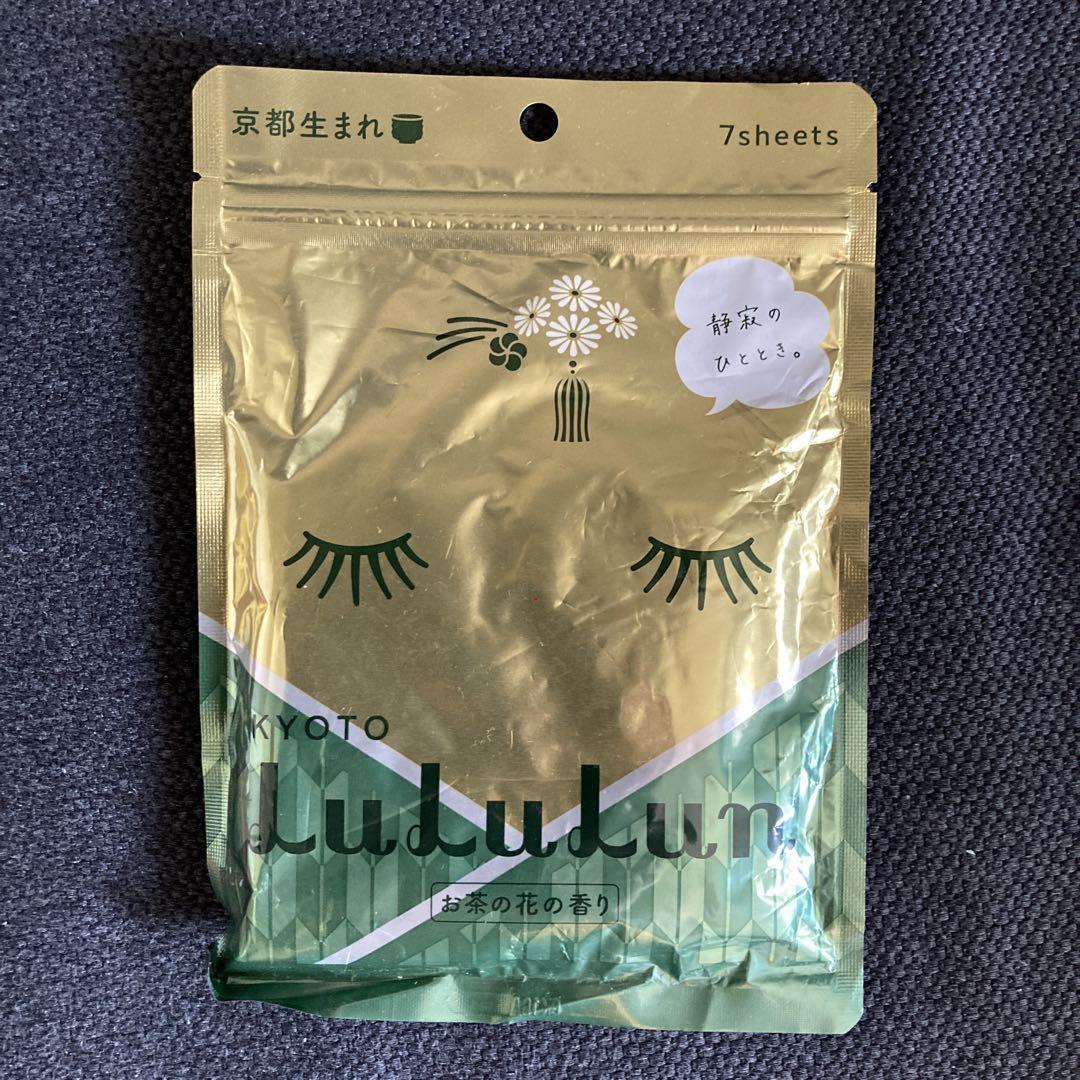 京都生まれ
7sheets
静寂の
ひととき。
KYOTO
LuLuLun
お茶の花の香り